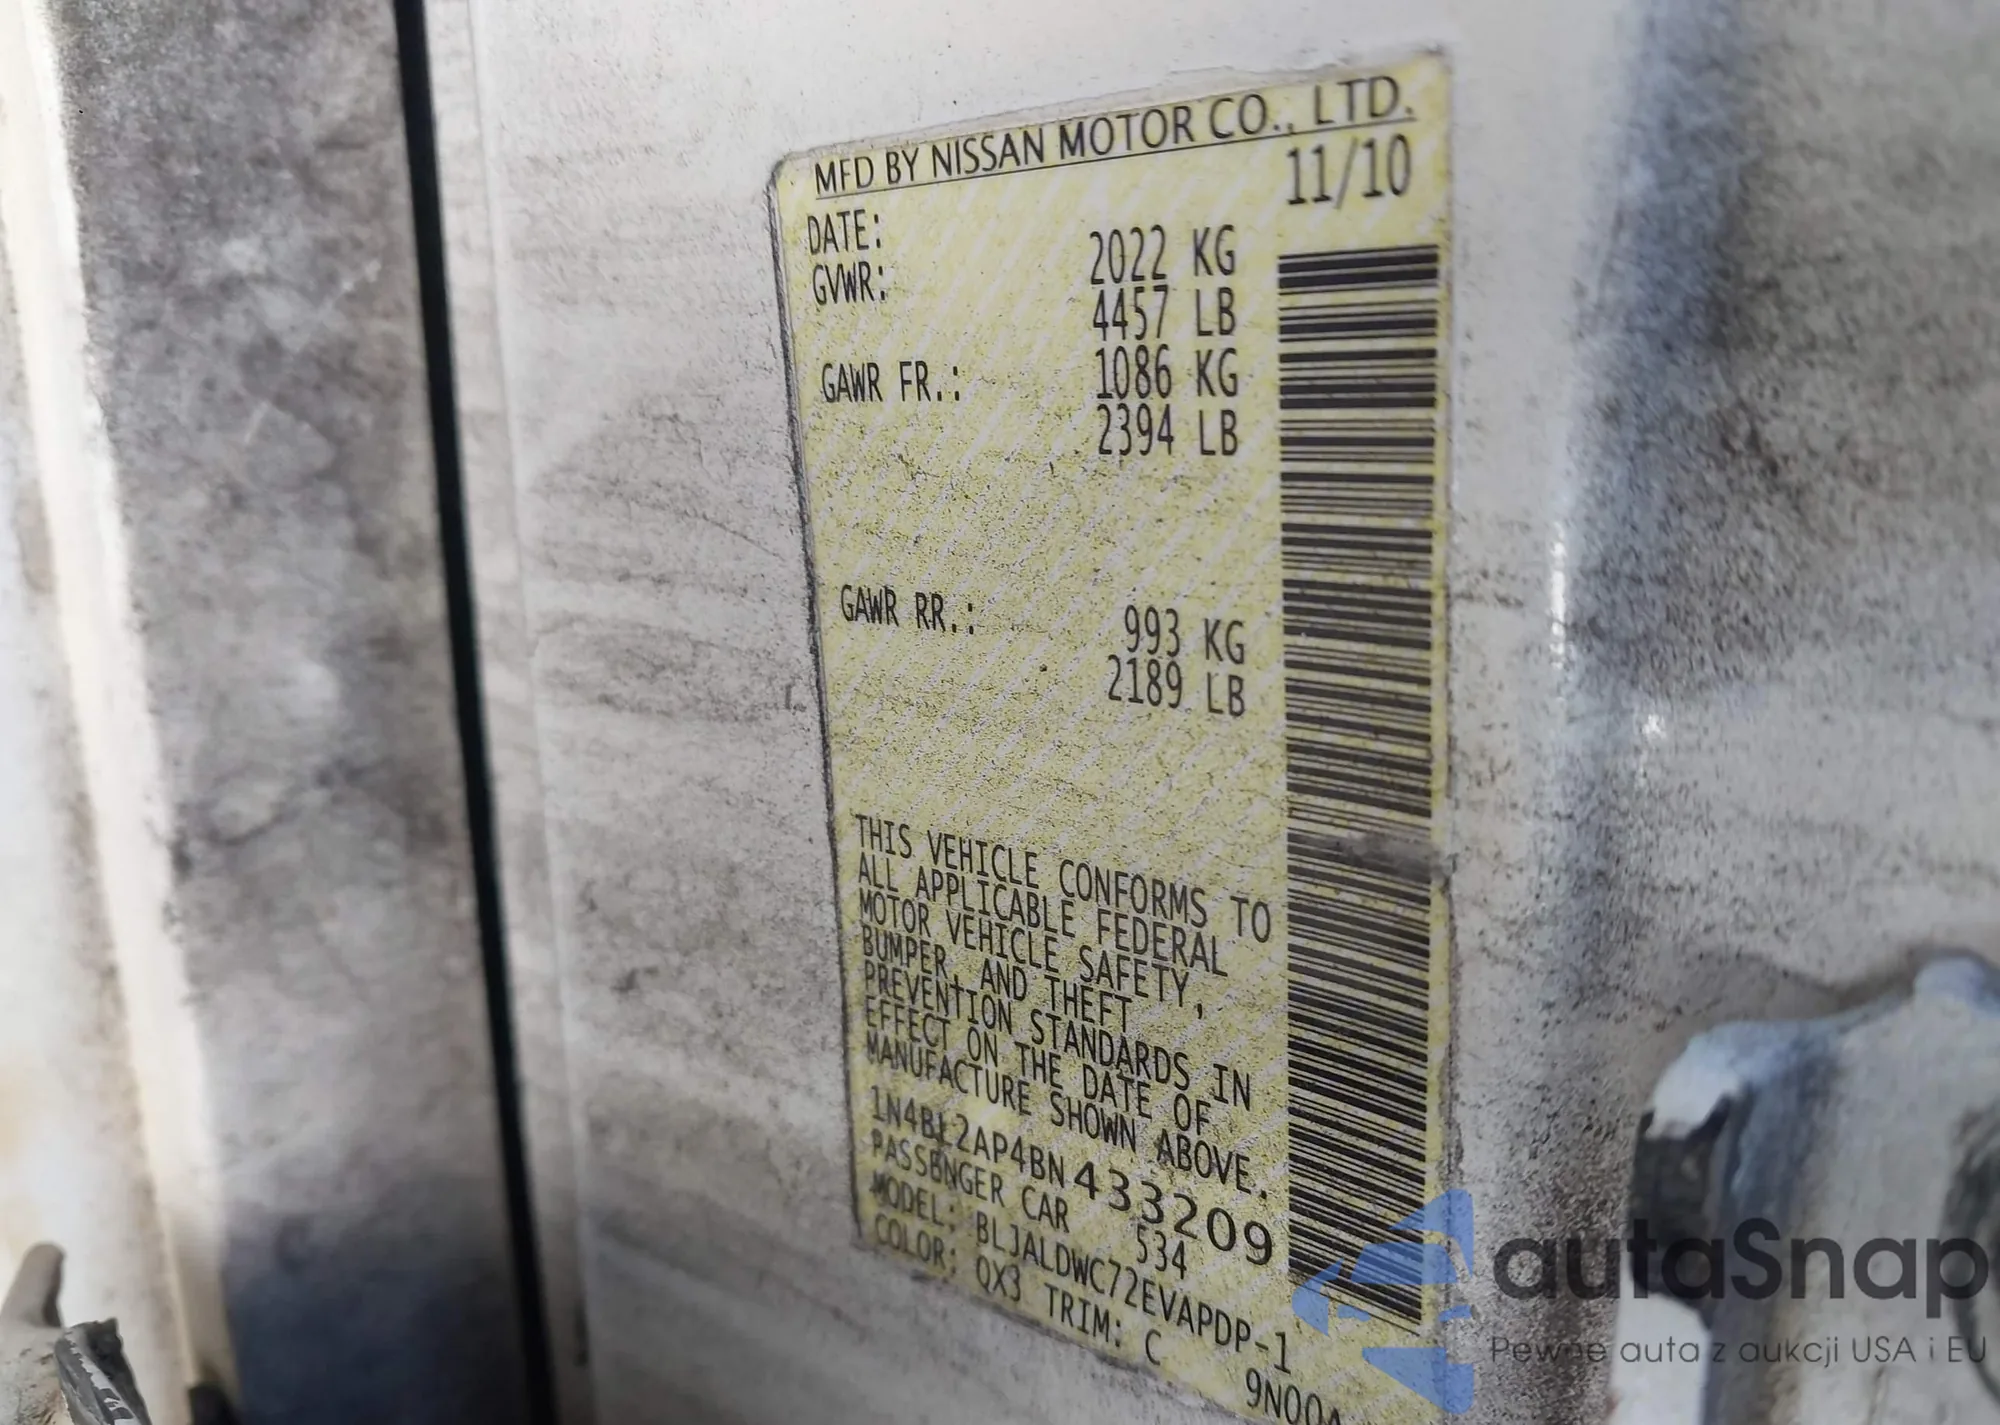 MFD BY NISSAN MOTOR CO., LTD.
DATE: 11/10
GVWR: 2022 KG
4457 LB
GAWR FR.: 1086 KG
2394 LB
GAWR RR.: 993 KG
2189 LB
THIS VEHICLE CONFORMS TO
ALL APPLICABLE FEDERAL
MOTOR VEHICLE SAFETY,
BUMPER, AND THEFT
PREVENTION STANDARDS IN
EFFECT ON THE DATE OF
MANUFACTURE SHOWN ABOVE.
1N4BL2AP4BN433209
PASSENGER CAR 534
MODEL: BLJALDWC72EVAPDP-1
COLOR: QX3 TRIM: C
9N00A
autaSnap
Pewne auta z aukcji USA i EU